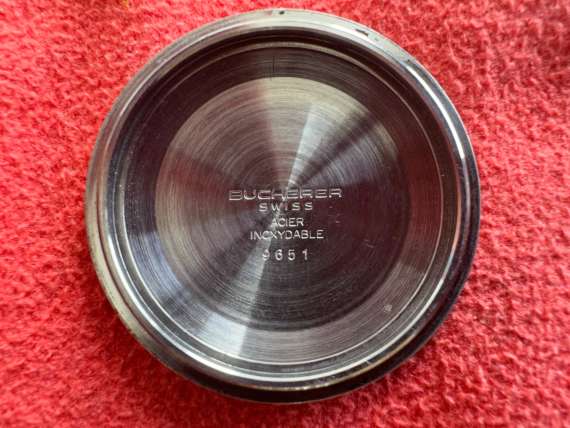 BUCHERER
SWISS
ACIER
INOXYDABLE
9651